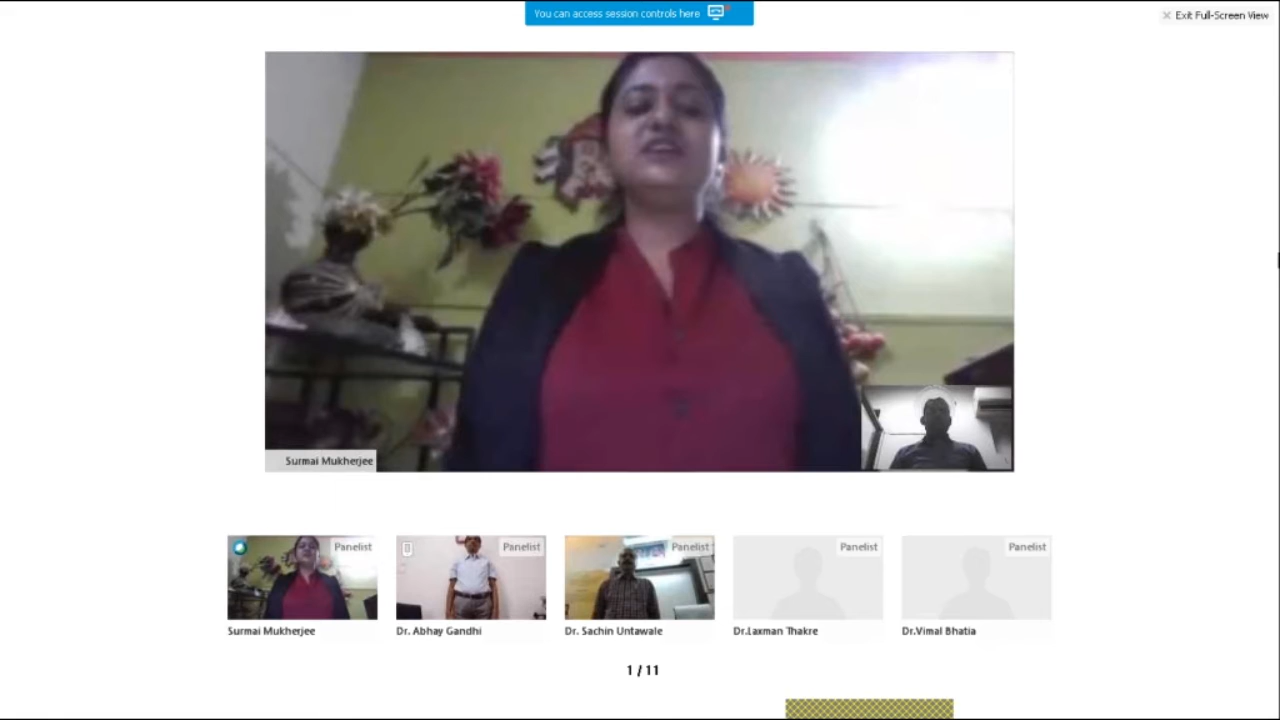 You can access session controls here
Exit Full-Screen View
Surmai Mukherjee
Panelist
Panelist
Panelist
Panelist
Panelist
Surmai Mukherjee
Dr. Abhay Gandhi
Dr. Sachin Untawale
Dr.Laxman Thakre
Dr.Vimal Bhatia
1 / 11